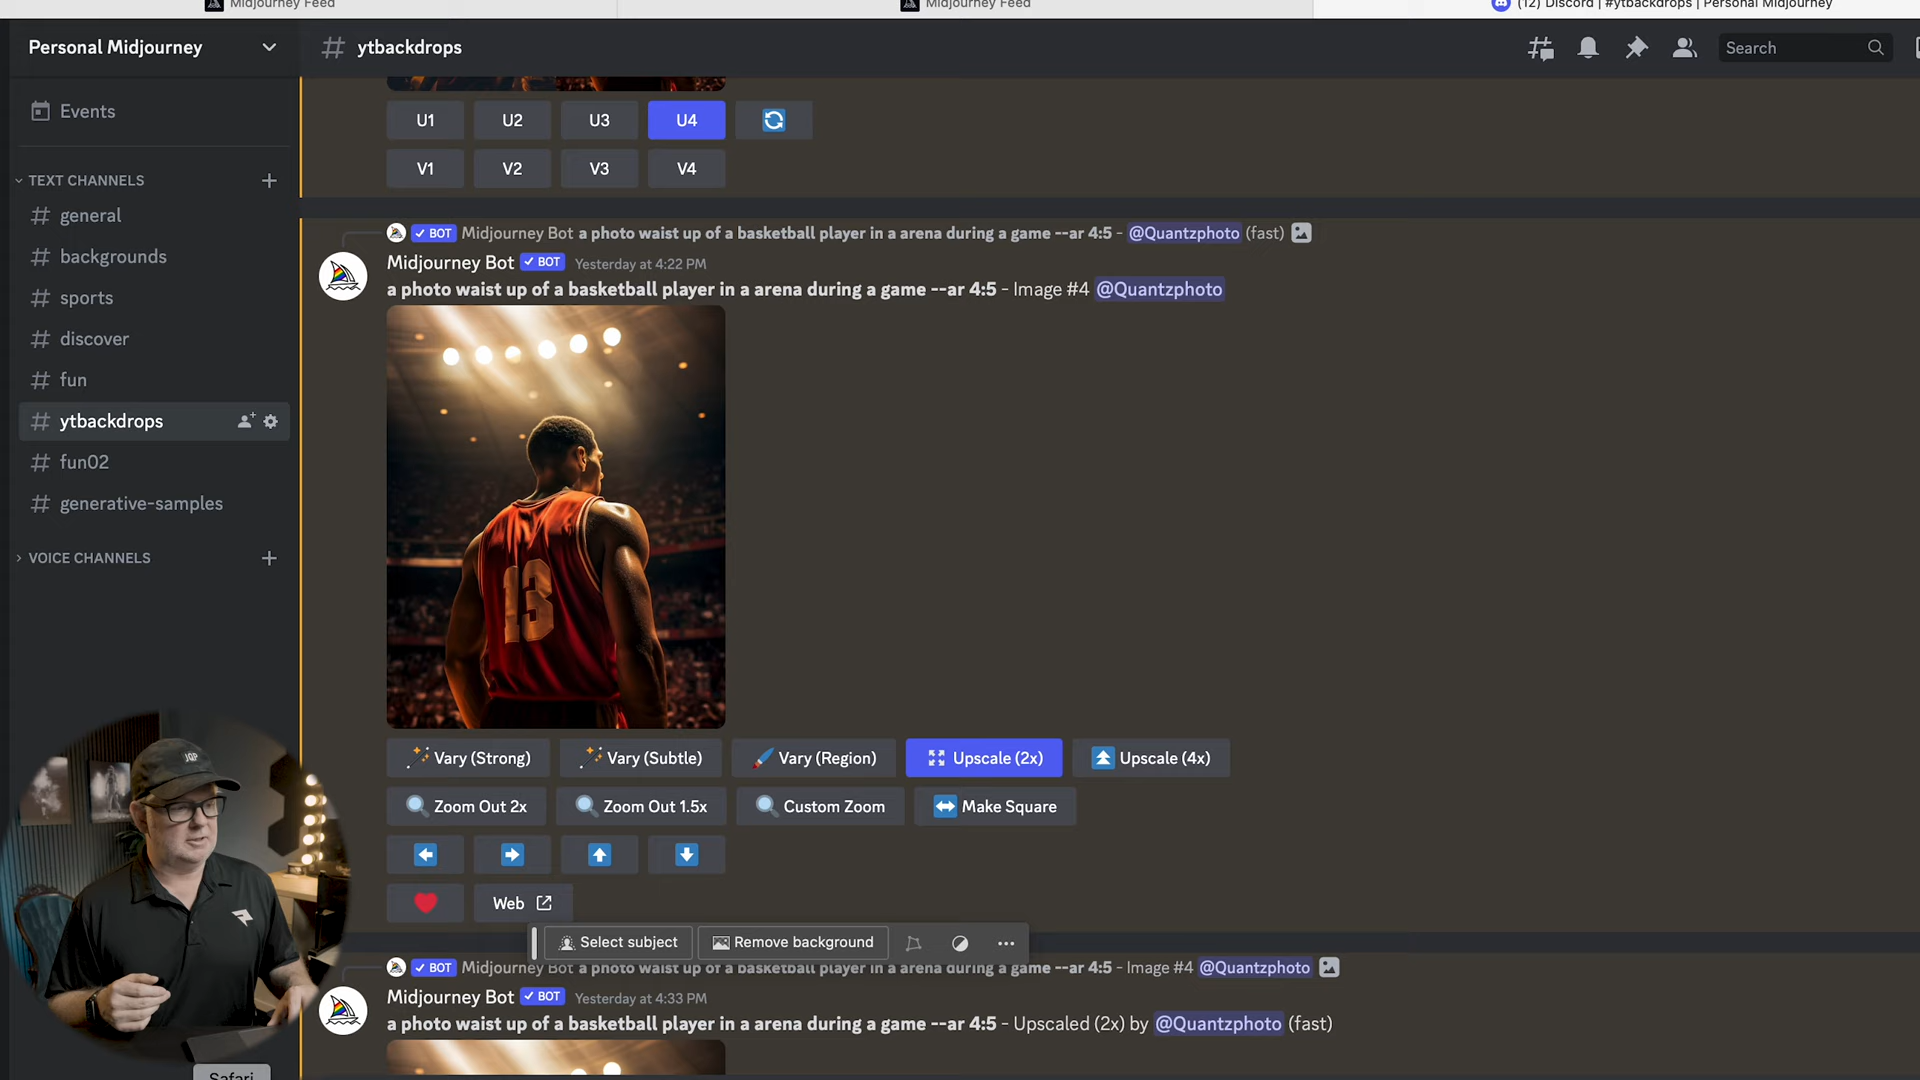 Midjourney Feed
Midjourney Feed
(12) Discord | #ytbackdrops | Personal Midjourney
Personal Midjourney
# ytbackdrops
Search
Events
TEXT CHANNELS +
# general
# backgrounds
# sports
# discover
# fun
# ytbackdrops
# fun02
# generative-samples
VOICE CHANNELS +
U1 U2 U3 U4
V1 V2 V3 V4
✓ BOT Midjourney Bot a photo waist up of a basketball player in a arena during a game --ar 4:5 - @Quantzphoto (fast)
Midjourney Bot ✓ BOT Yesterday at 4:22 PM
a photo waist up of a basketball player in a arena during a game --ar 4:5 - Image #4 @Quantzphoto
13
Vary (Strong) Vary (Subtle) Vary (Region) Upscale (2x) Upscale (4x)
Zoom Out 2x Zoom Out 1.5x Custom Zoom Make Square
Web
Select subject Remove background ...
✓ BOT Midjourney Bot a photo waist up of a basketball player in a arena during a game --ar 4:5 - Image #4 @Quantzphoto
Midjourney Bot ✓ BOT Yesterday at 4:33 PM
a photo waist up of a basketball player in a arena during a game --ar 4:5 - Upscaled (2x) by @Quantzphoto (fast)
JQP
Safari